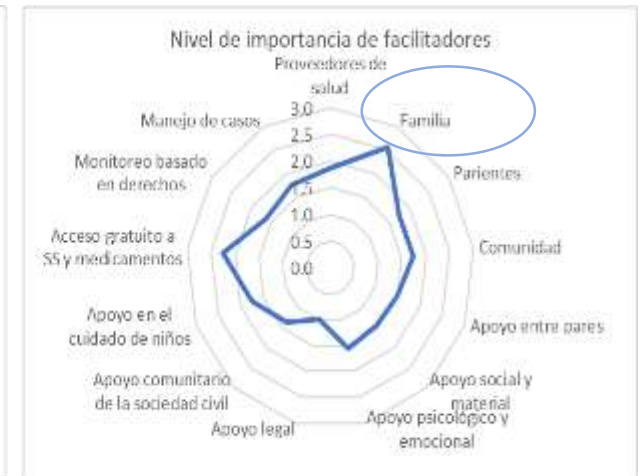 Nivel de importancia de facilitadores
Proveedores de
salud
Familia
Parientes
Comunidad
Apoyo entre pares
Apoyo social y
material
Apoyo psicológico y
emocional
Apoyo legal
Apoyo comunitario
de la sociedad civil
Apoyo en el
cuidado de niños
Acceso gratuito a
SS y medicamentos
Monitoreo basado
en derechos
Manejo de casos
3.0
2.5
2.0
1.5
1.0
0.5
0.0